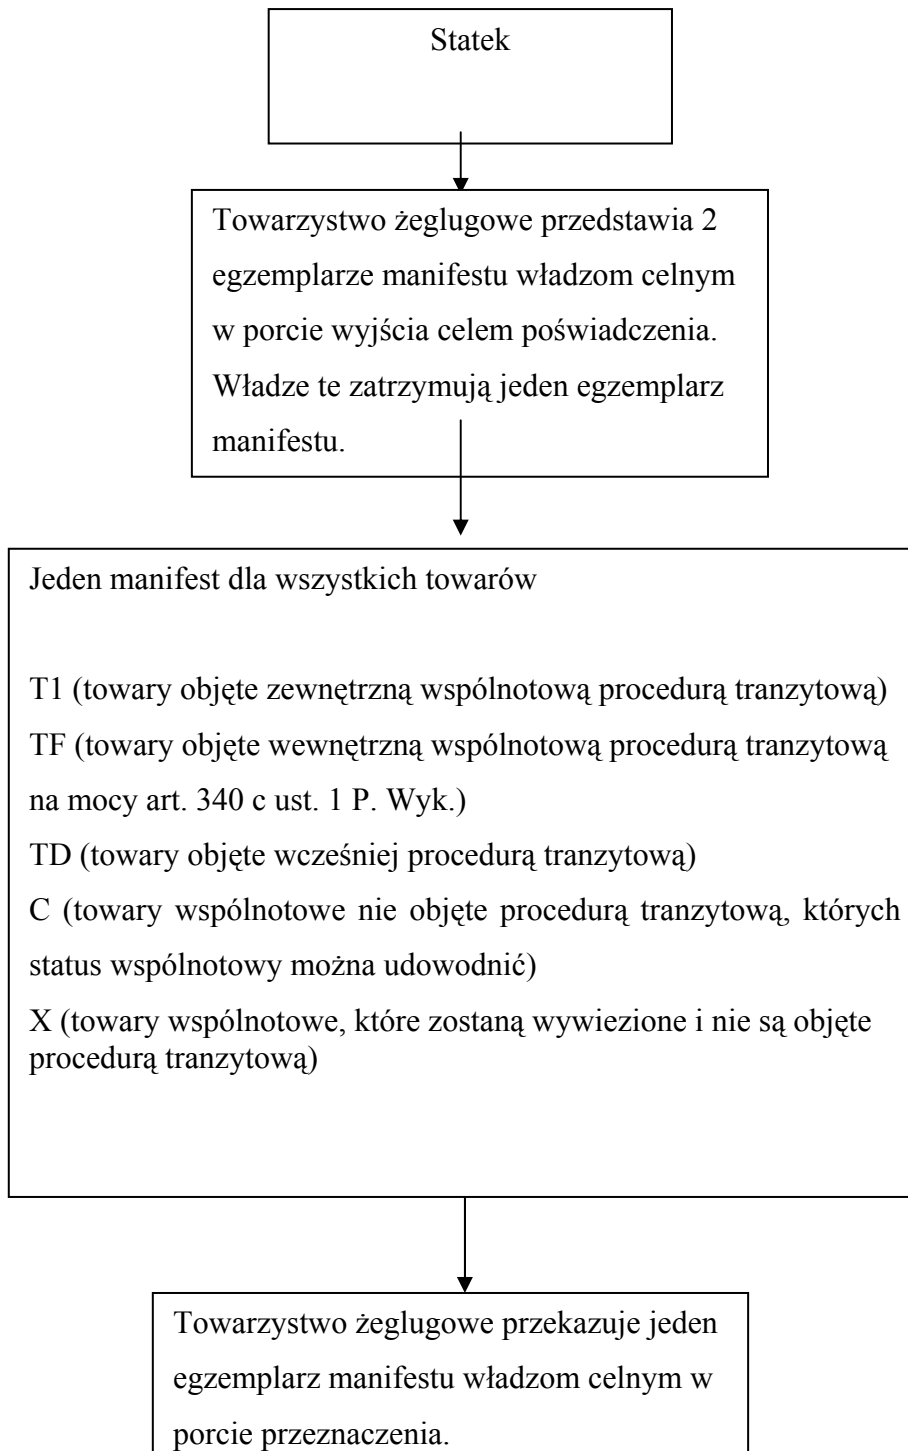 Statek
Towarzystwo żeglugowe przedstawia 2
egzemplarze manifestu władzom celnym
w porcie wyjścia celem poświadczenia.
Władze te zatrzymują jeden egzemplarz
manifestu.
Jeden manifest dla wszystkich towarów
T1 (towary objęte zewnętrzną wspólnotową procedurą tranzytową)
TF (towary objęte wewnętrzną wspólnotową procedurą tranzytową
na mocy art. 340 c ust. 1 P. Wyk.)
TD (towary objęte wcześniej procedurą tranzytową)
C (towary wspólnotowe nie objęte procedurą tranzytową, których
status wspólnotowy można udowodnić)
X (towary wspólnotowe, które zostaną wywiezione i nie są objęte
procedurą tranzytową)
Towarzystwo żeglugowe przekazuje jeden
egzemplarz manifestu władzom celnym w
porcie przeznaczenia.